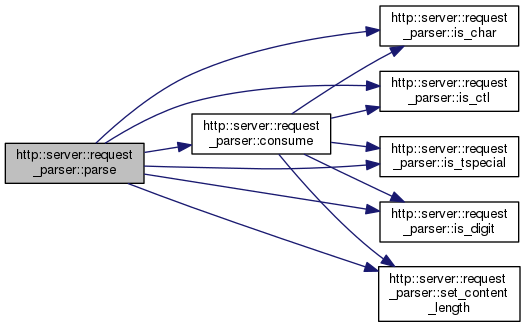 http::server::request
_parser::parse
http::server::request
_parser::consume
http::server::request
_parser::is_char
http::server::request
_parser::is_ctl
http::server::request
_parser::is_tspecial
http::server::request
_parser::is_digit
http::server::request
_parser::set_content
_length